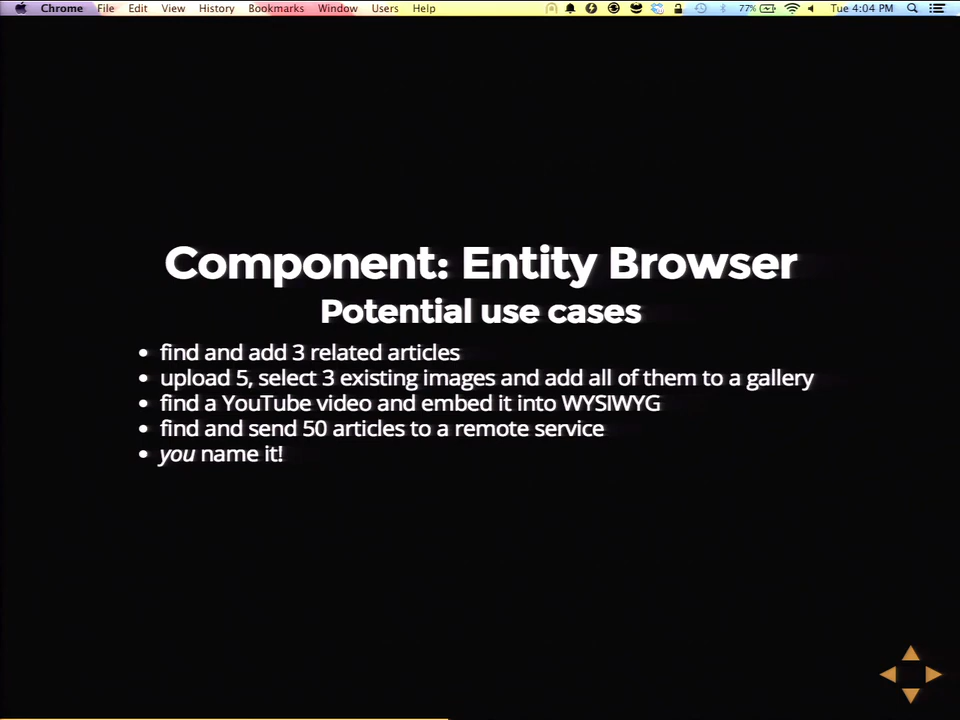 Chrome File Edit View History Bookmarks Window Users Help 77% Tue 4:04 PM
Component: Entity Browser
Potential use cases
• find and add 3 related articles
• upload 5, select 3 existing images and add all of them to a gallery
• find a YouTube video and embed it into WYSIWYG
• find and send 50 articles to a remote service
• you name it!